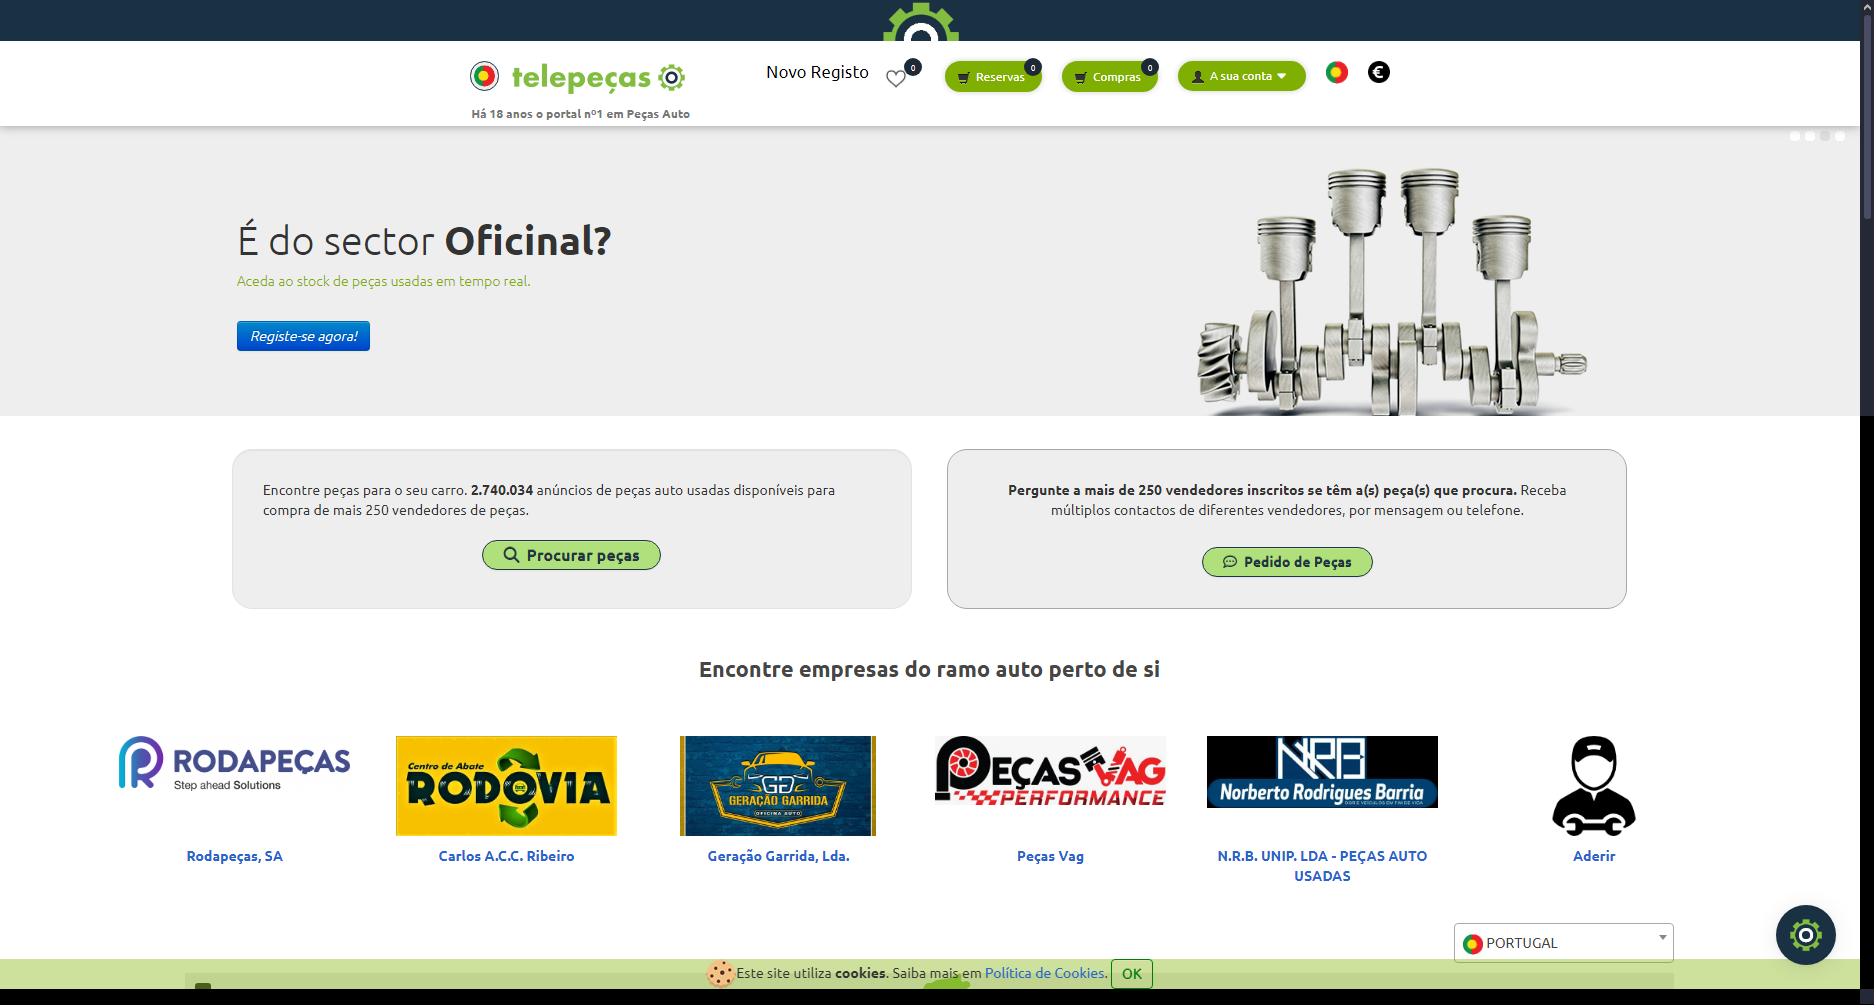 telepeças
Há 18 anos o portal nº1 em Peças Auto
Novo Registo
0
Reservas
0
Compras
0
A sua conta
€
É do sector Oficinal?
Aceda ao stock de peças usadas em tempo real.
Registe-se agora!
Encontre peças para o seu carro. 2.740.034 anúncios de peças auto usadas disponíveis para
compra de mais 250 vendedores de peças.
Procurar peças
Pergunte a mais de 250 vendedores inscritos se têm a(s) peça(s) que procura. Receba
múltiplos contactos de diferentes vendedores, por mensagem ou telefone.
Pedido de Peças
Encontre empresas do ramo auto perto de si
RODAPEÇAS
Step ahead Solutions
Rodapeças, SA
Centro de Abate
RODOVIA
Carlos A.C.C. Ribeiro
GG
GERAÇÃO GARRIDA
OFICINA AUTO
Geração Garrida, Lda.
PEÇAS VAG
PERFORMANCE
Peças Vag
NRB
Norberto Rodrigues Barria
N.R.B. UNIP. LDA - PEÇAS AUTO
USADAS
Aderir
PORTUGAL
Este site utiliza cookies. Saiba mais em Política de Cookies. OK